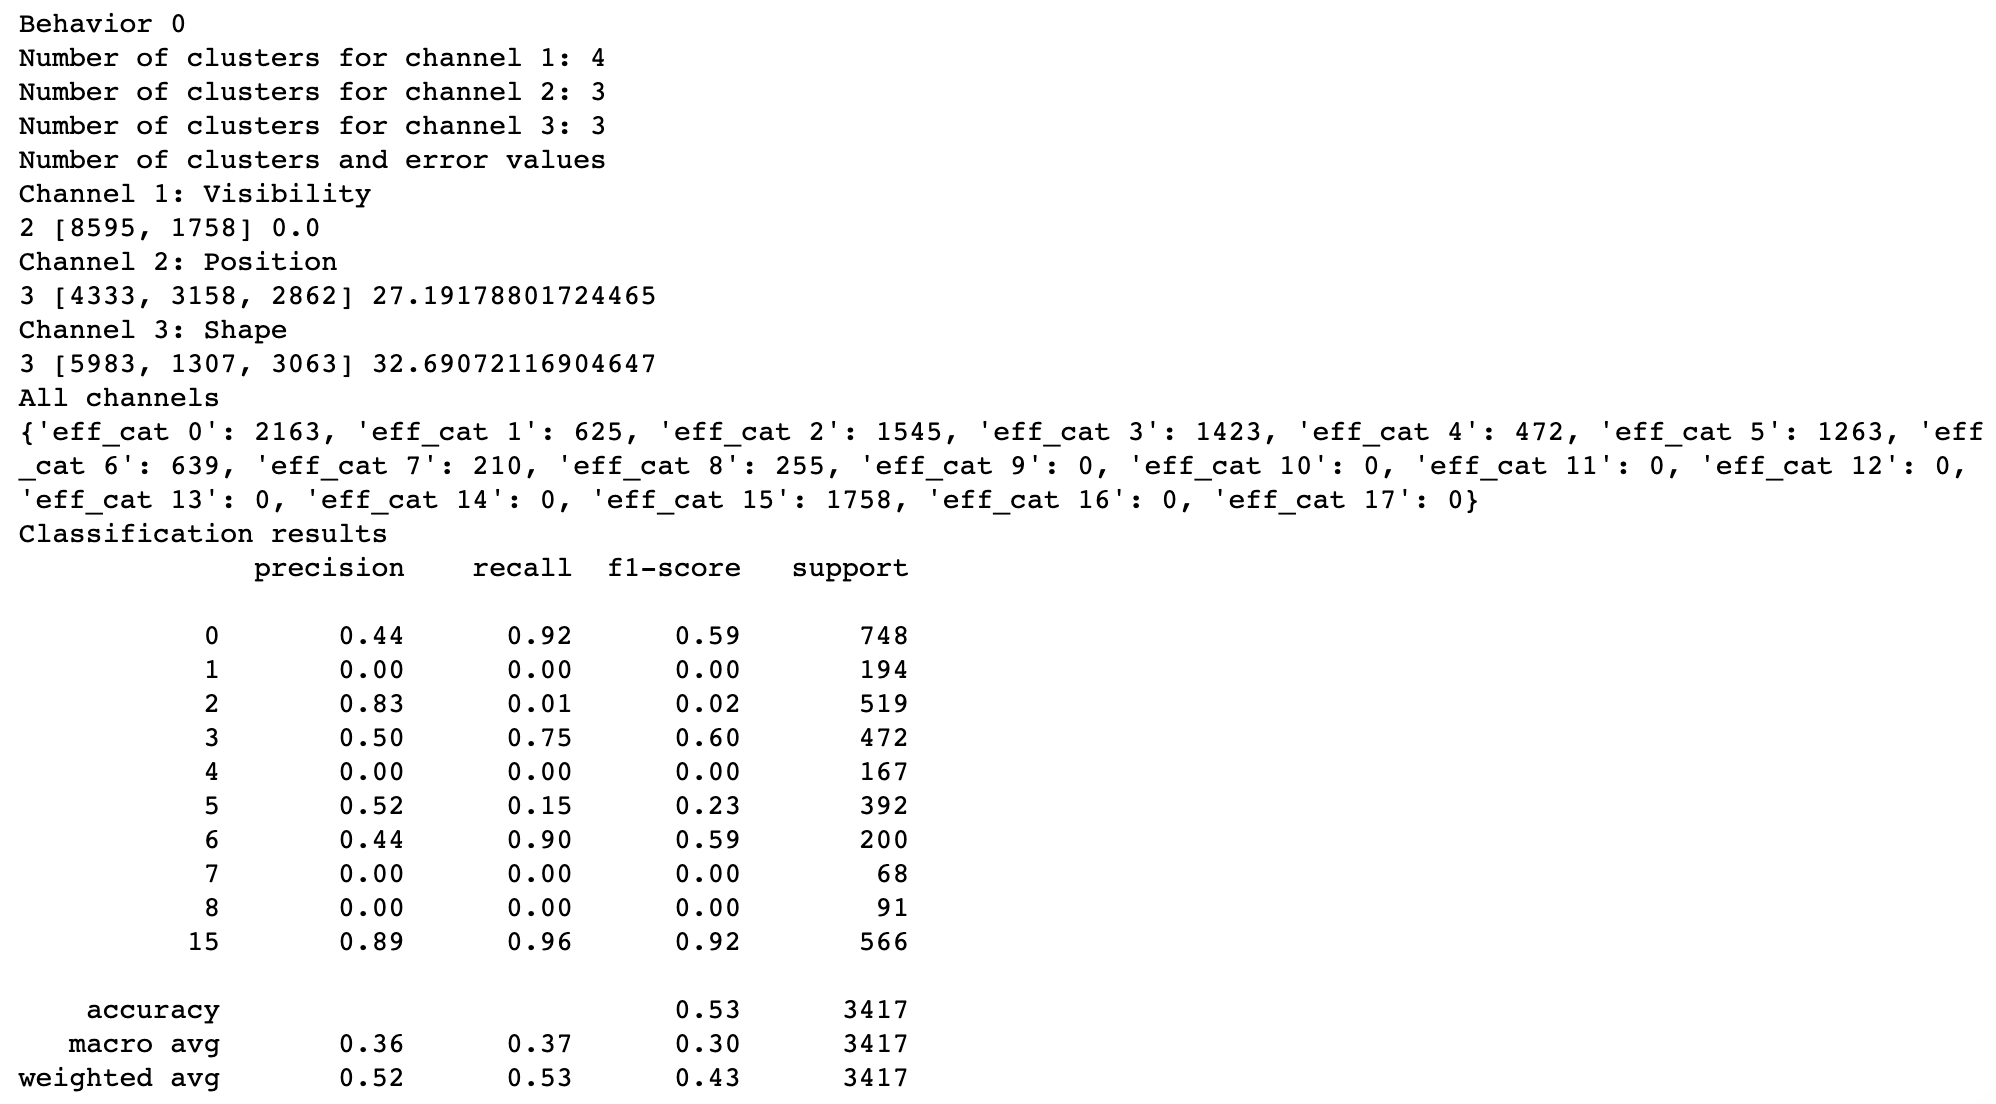 Behavior 0
Number of clusters for channel 1: 4
Number of clusters for channel 2: 3
Number of clusters for channel 3: 3
Number of clusters and error values
Channel 1: Visibility
2 [8595, 1758] 0.0
Channel 2: Position
3 [4333, 3158, 2862] 27.19178801724465
Channel 3: Shape
3 [5983, 1307, 3063] 32.69072116904647
All channels
{'eff_cat 0': 2163, 'eff_cat 1': 625, 'eff_cat 2': 1545, 'eff_cat 3': 1423, 'eff_cat 4': 472, 'eff_cat 5': 1263, 'eff
_cat 6': 639, 'eff_cat 7': 210, 'eff_cat 8': 255, 'eff_cat 9': 0, 'eff_cat 10': 0, 'eff_cat 11': 0, 'eff_cat 12': 0,
'eff_cat 13': 0, 'eff_cat 14': 0, 'eff_cat 15': 1758, 'eff_cat 16': 0, 'eff_cat 17': 0}
Classification results
precision recall f1-score support
0 0.44 0.92 0.59 748
1 0.00 0.00 0.00 194
2 0.83 0.01 0.02 519
3 0.50 0.75 0.60 472
4 0.00 0.00 0.00 167
5 0.52 0.15 0.23 392
6 0.44 0.90 0.59 200
7 0.00 0.00 0.00 68
8 0.00 0.00 0.00 91
15 0.89 0.96 0.92 566
accuracy 0.53 3417
macro avg 0.36 0.37 0.30 3417
weighted avg 0.52 0.53 0.43 3417